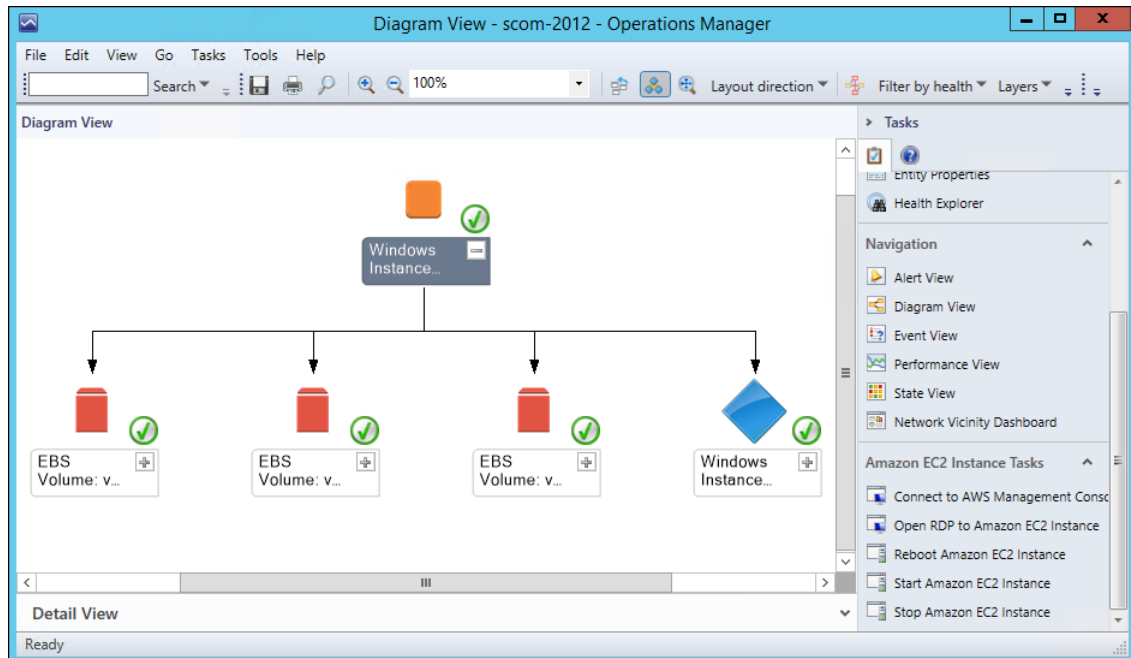 Diagram View - scom-2012 - Operations Manager
File Edit View Go Tasks Tools Help
Search 100% Layout direction Filter by health Layers
Diagram View
Tasks
Entity Properties
Health Explorer
Navigation
Alert View
Diagram View
Event View
Performance View
State View
Network Vicinity Dashboard
Amazon EC2 Instance Tasks
Connect to AWS Management Consc
Open RDP to Amazon EC2 Instance
Reboot Amazon EC2 Instance
Start Amazon EC2 Instance
Stop Amazon EC2 Instance
Windows
Instance...
EBS
Volume: v...
EBS
Volume: v...
EBS
Volume: v...
Windows
Instance...
Detail View
Ready